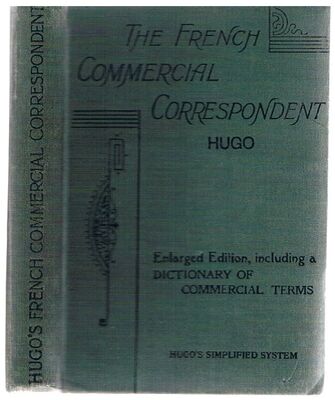 HUGO'S FRENCH COMMERCIAL CORRESPONDENT
THE FRENCH
COMMERCIAL
CORRESPONDENT
HUGO
Enlarged Edition, including a
DICTIONARY OF
COMMERCIAL TERMS
HUGO'S SIMPLIFIED SYSTEM